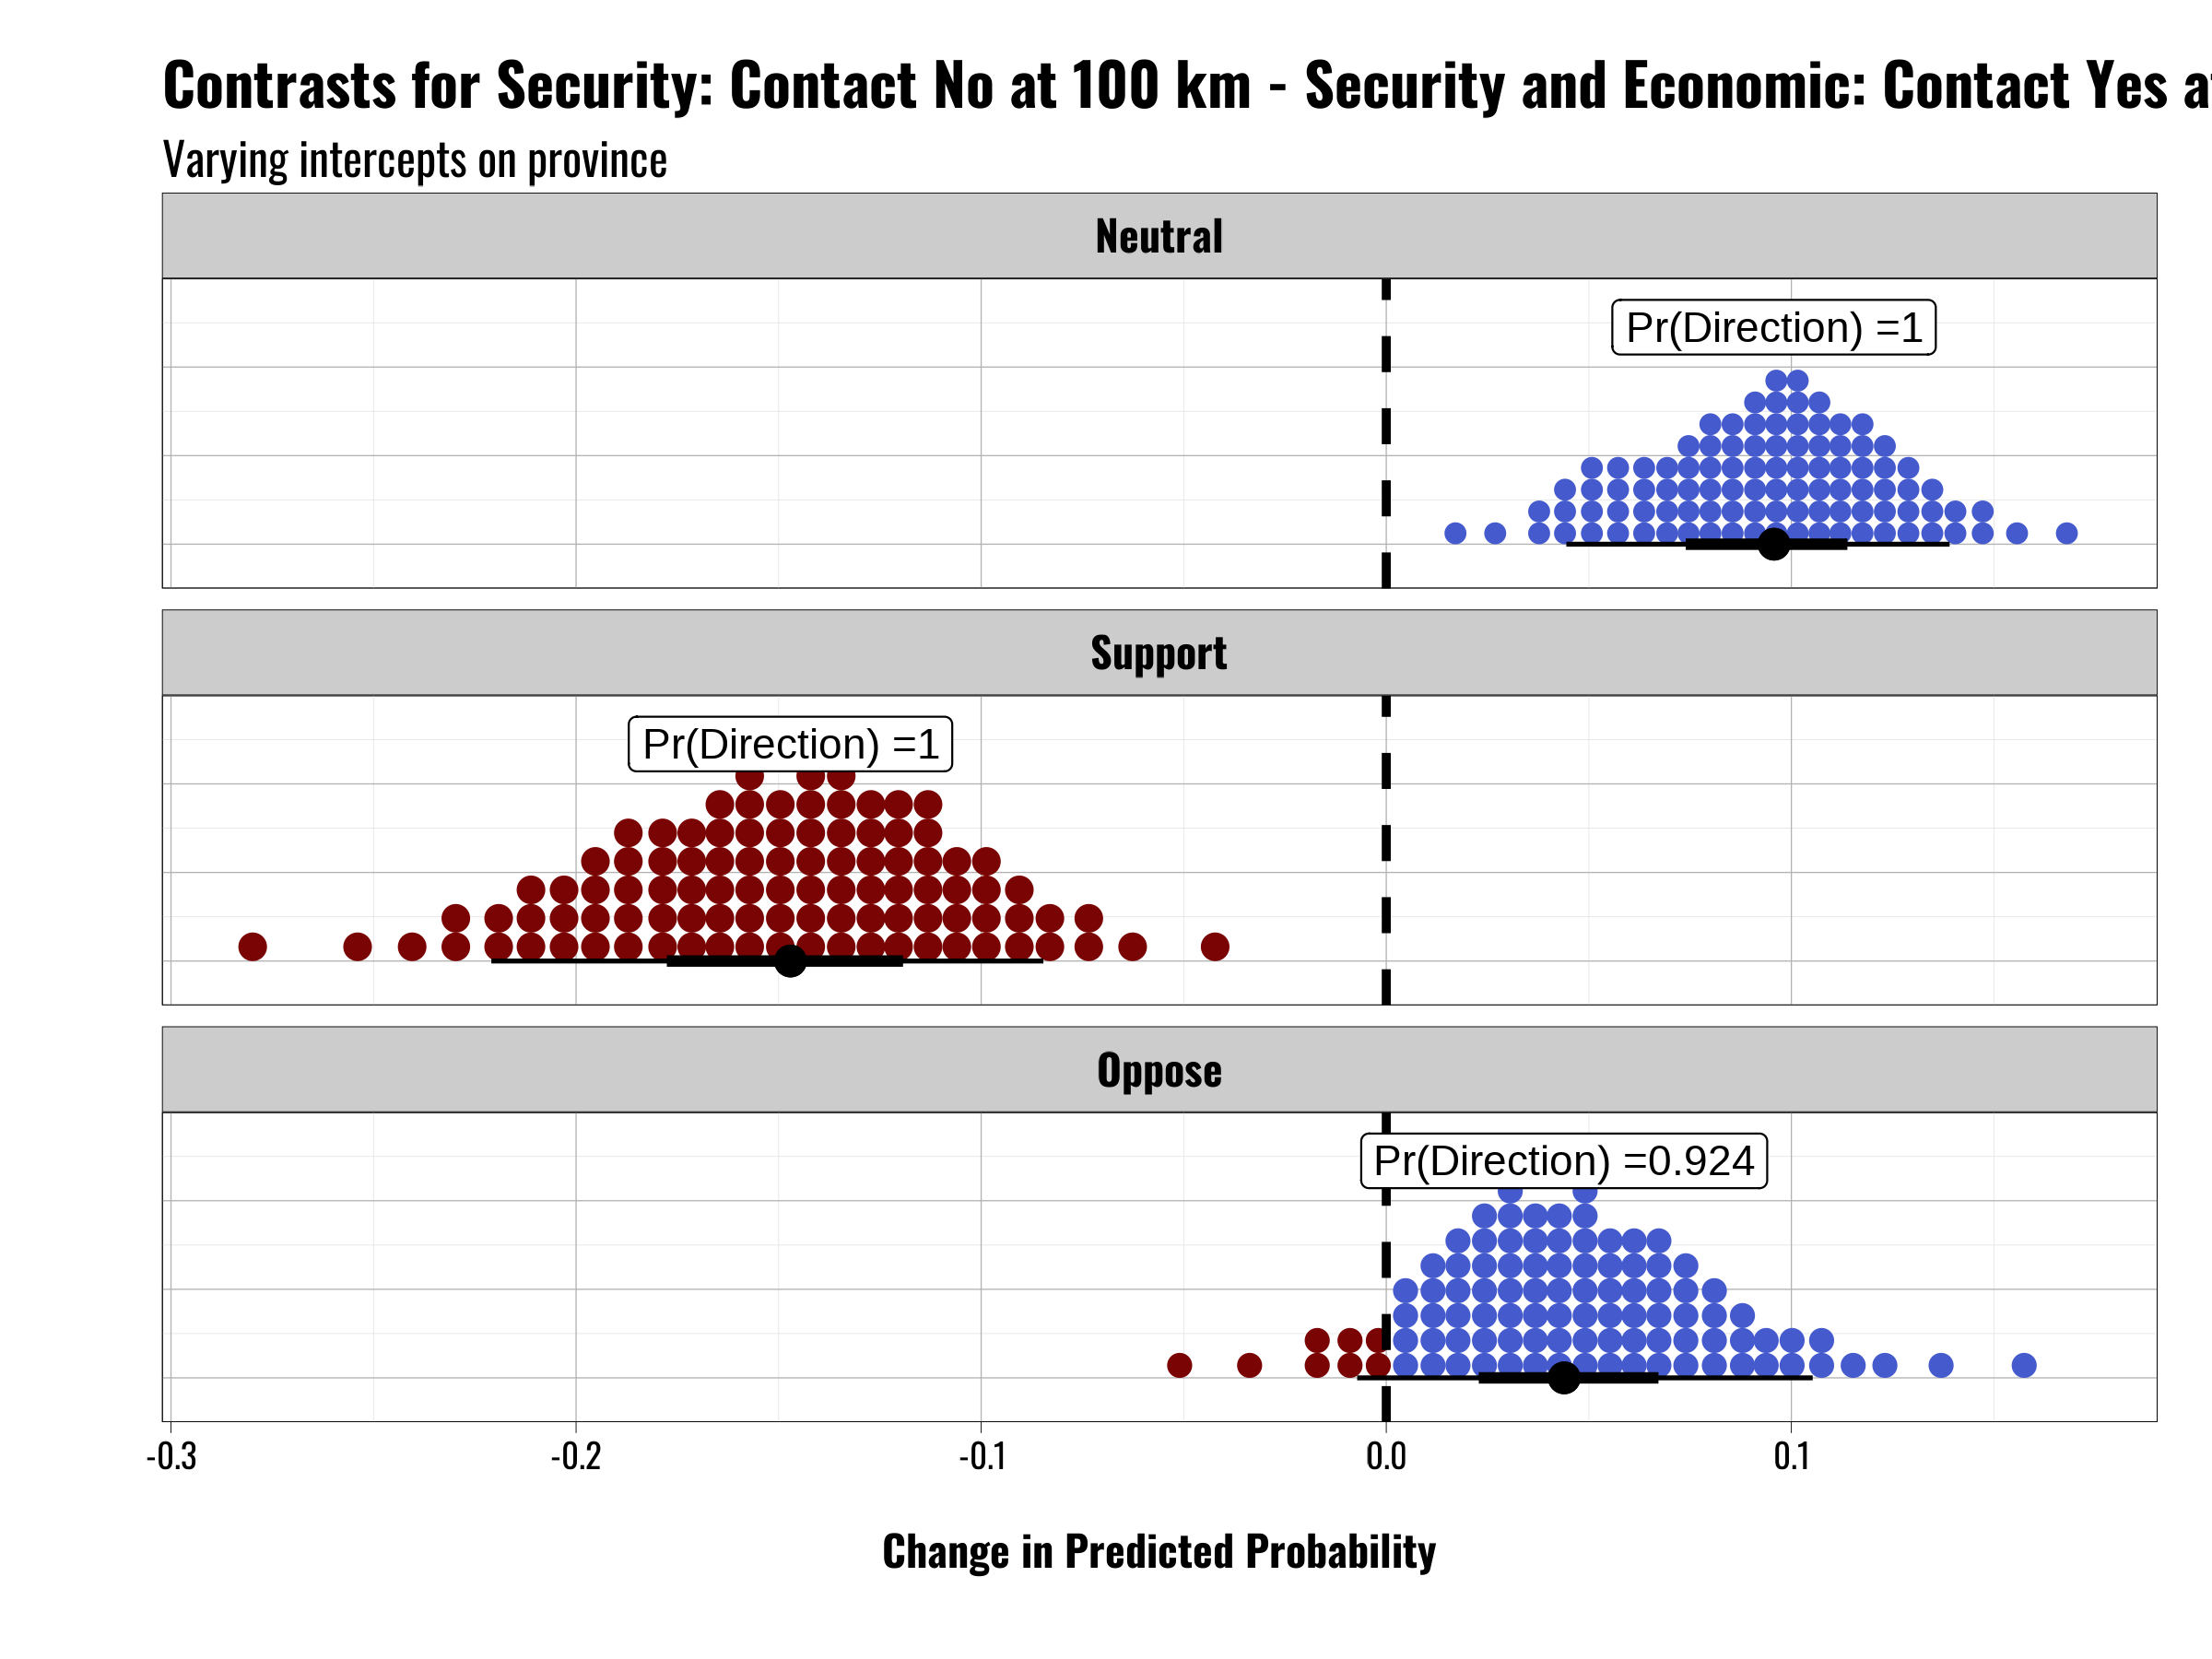 Contrasts for Security: Contact No at 100 km - Security and Economic: Contact Yes
Varying intercepts on province
Neutral
Pr(Direction) =1
Support
Pr(Direction) =1
Oppose
Pr(Direction) =0.924
-0.3 -0.2 -0.1 0.0 0.1
Change in Predicted Probability